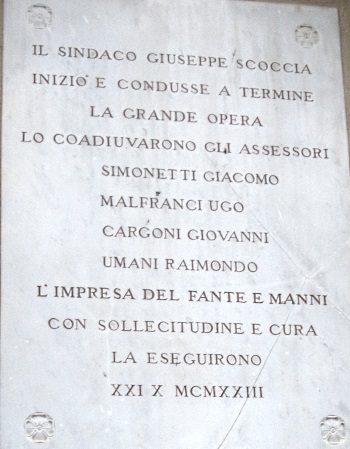 IL SINDACO GIUSEPPE SCOCCIA
INIZIÒ E CONDUSSE A TERMINE
LA GRANDE OPERA
LO COADIUVARONO GLI ASSESSORI
SIMONETTI GIACOMO
MALFRANCI UGO
CARGONI GIOVANNI
UMANI RAIMONDO
L'IMPRESA DEL FANTE E MANNI
CON SOLLECITUDINE E CURA
LA ESEGUIRONO
XXI X MCMXXIII